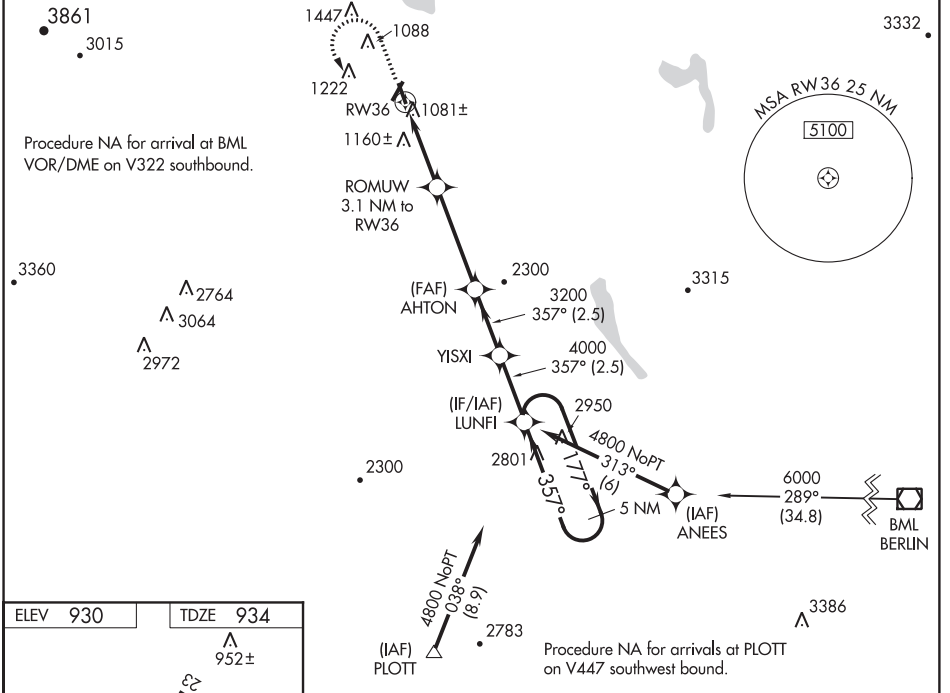 3861
3015
1447
1088
1222
RW36
1081±
1160±
3332
MSA RW36 25 NM
5100
Procedure NA for arrival at BML
VOR/DME on V322 southbound.
ROMUW
3.1 NM to
RW36
3360
2764
3064
2972
(FAF)
AHTON
2300
3315
3200
357° (2.5)
YISXI
4000
357° (2.5)
(IF/IAF)
LUNFI
2950
2801
4800 NoPT
313°
(6)
177°
357°
5 NM
2300
(IAF)
ANEES
6000
289°
(34.8)
BML
BERLIN
4800 NoPT
038°
(8.9)
(IAF)
PLOTT
2783
3386
Procedure NA for arrivals at PLOTT
on V447 southwest bound.
ELEV 930
TDZE 934
952±
23